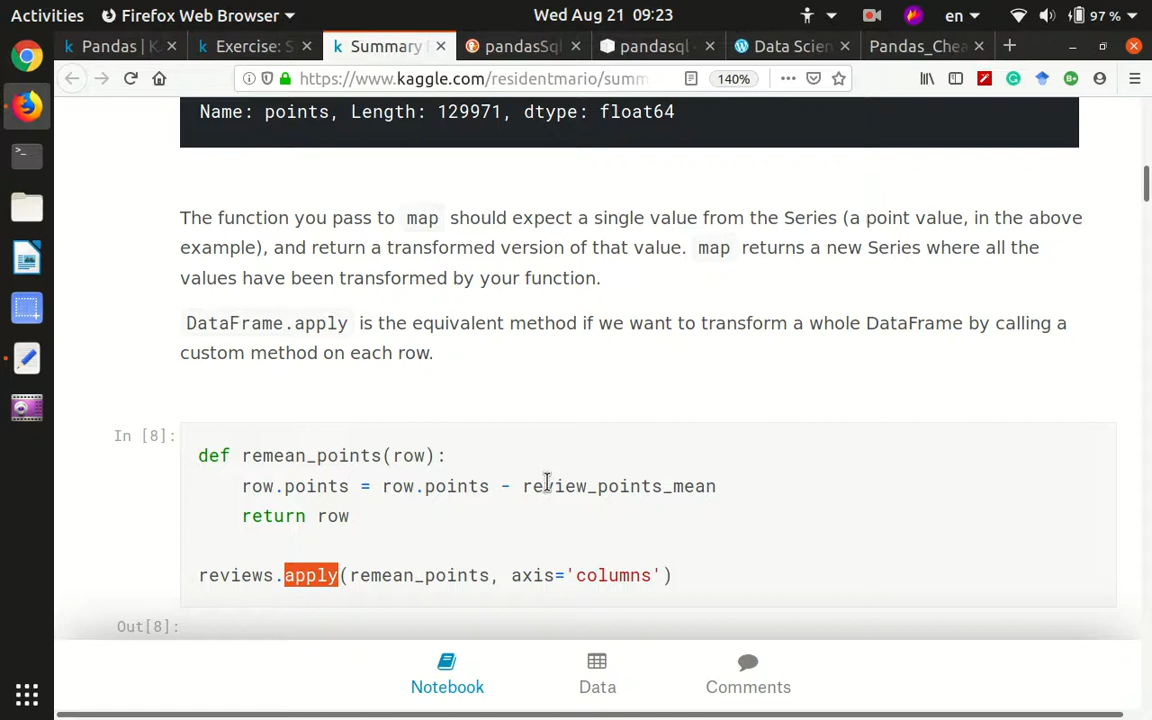 Activities Firefox Web Browser Wed Aug 21 09:23 en 97 %
k Pandas | K k Exercise: S k Summary pandasSql pandasql - Data Scien Pandas_Chea
https://www.kaggle.com/residentmario/summ 140%
Name: points, Length: 129971, dtype: float64
The function you pass to map should expect a single value from the Series (a point value, in the above
example), and return a transformed version of that value. map returns a new Series where all the
values have been transformed by your function.
DataFrame.apply is the equivalent method if we want to transform a whole DataFrame by calling a
custom method on each row.
In [8]:
def remean_points(row):
row.points = row.points - review_points_mean
return row
reviews.apply(remean_points, axis='columns')
Out[8]:
Notebook Data Comments